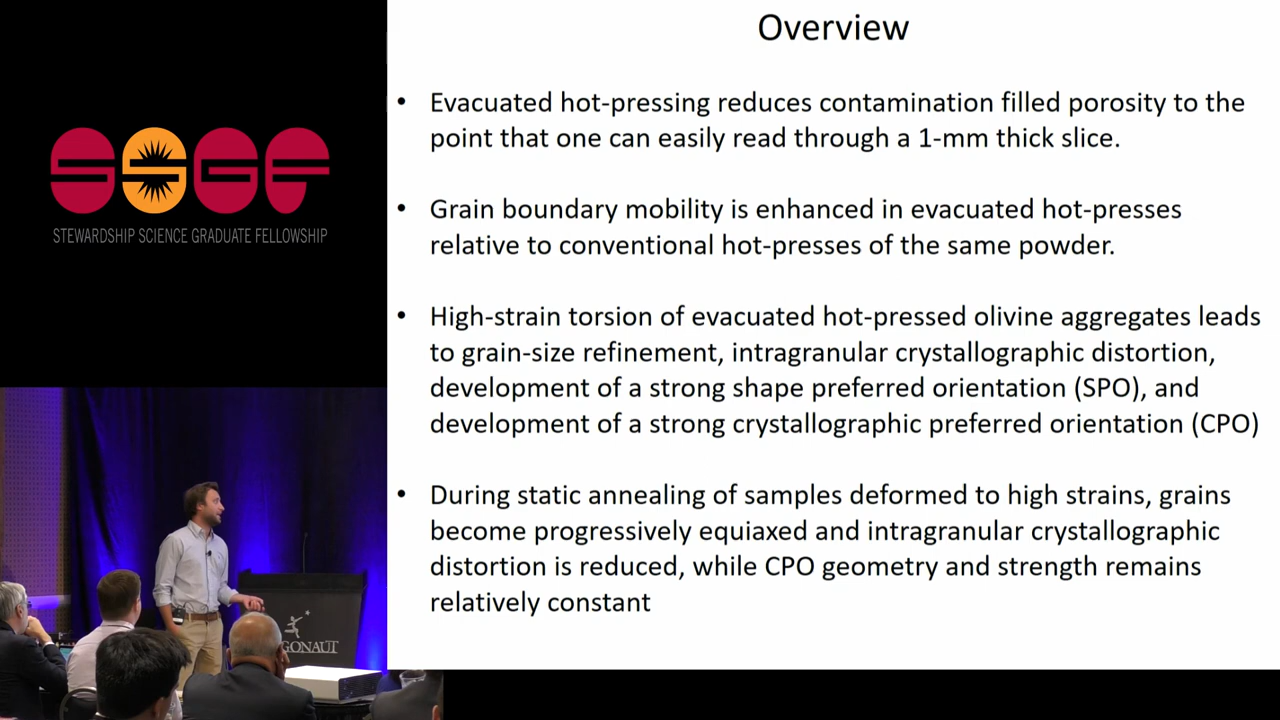 Overview
• Evacuated hot-pressing reduces contamination filled porosity to the
point that one can easily read through a 1-mm thick slice.
• Grain boundary mobility is enhanced in evacuated hot-presses
relative to conventional hot-presses of the same powder.
• High-strain torsion of evacuated hot-pressed olivine aggregates leads
to grain-size refinement, intragranular crystallographic distortion,
development of a strong shape preferred orientation (SPO), and
development of a strong crystallographic preferred orientation (CPO)
• During static annealing of samples deformed to high strains, grains
become progressively equiaxed and intragranular crystallographic
distortion is reduced, while CPO geometry and strength remains
relatively constant
SSGF
STEWARDSHIP SCIENCE GRADUATE FELLOWSHIP
GONAUT